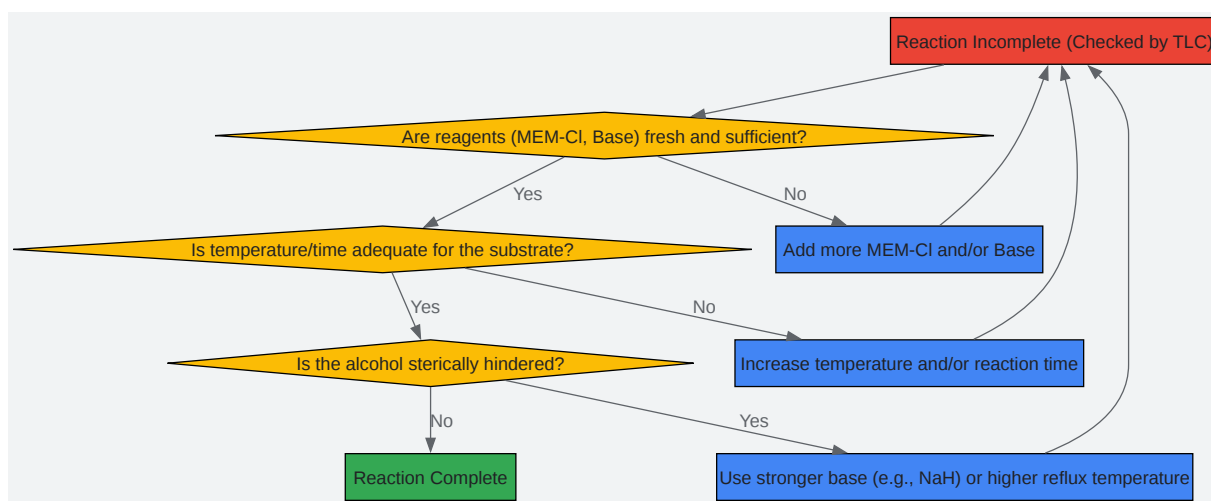 Reaction Incomplete (Checked by TLC)
Are reagents (MEM-Cl, Base) fresh and sufficient?
Yes
No
Is temperature/time adequate for the substrate?
Add more MEM-Cl and/or Base
Yes
No
Is the alcohol sterically hindered?
Increase temperature and/or reaction time
No
Yes
Reaction Complete
Use stronger base (e.g., NaH) or higher reflux temperature